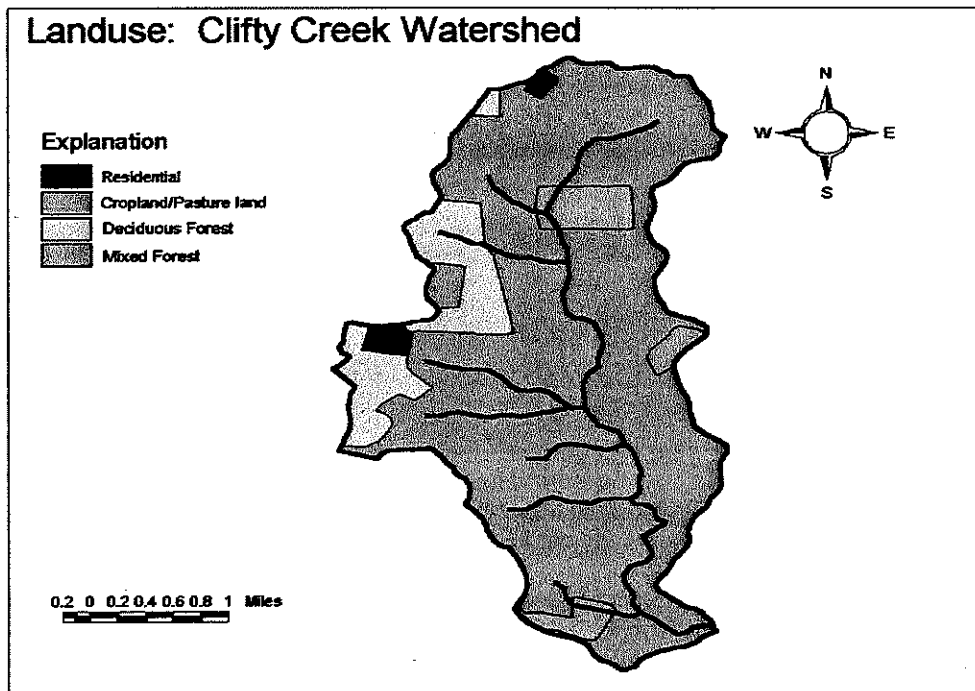 Landuse: Clifty Creek Watershed
N
W E
S
Explanation
Residential
Cropland/Pasture land
Deciduous Forest
Mixed Forest
0.2 0 0.2 0.4 0.6 0.8 1 Miles